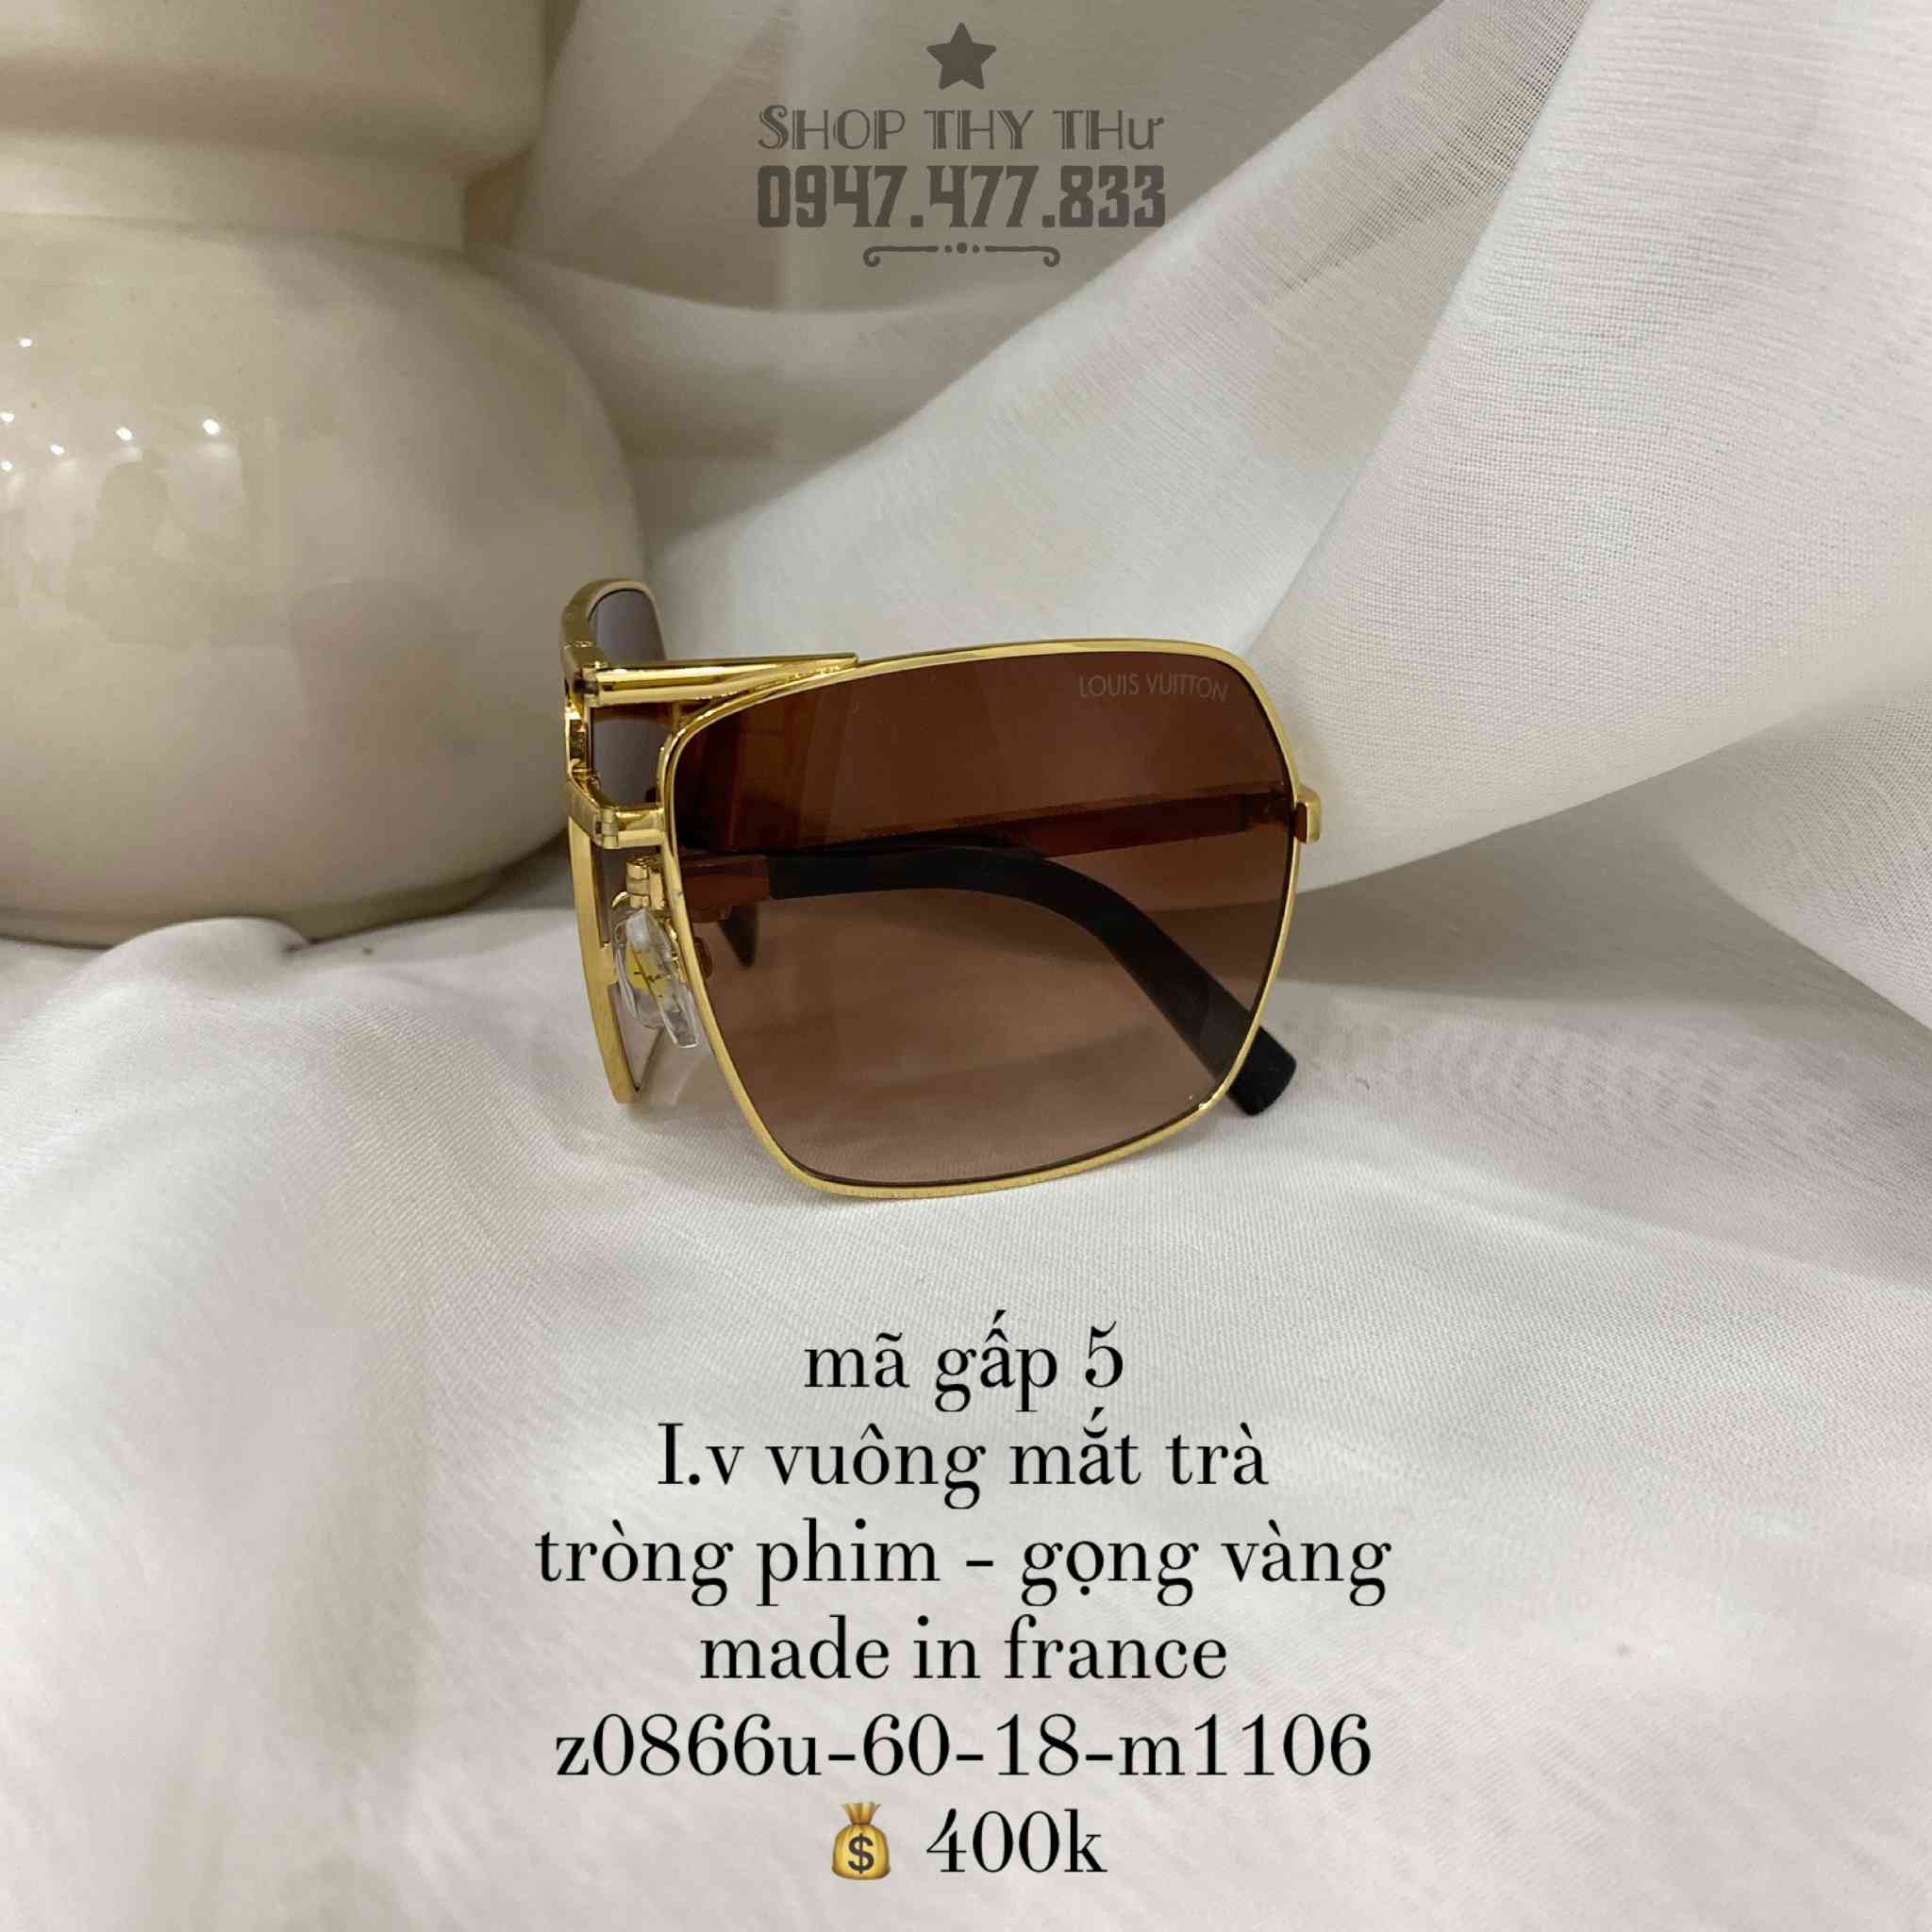 SHOP THY THư
0947.477.833
LOUIS VUITTON
mã gấp 5
I.v vuông mắt trà
tròng phim - gọng vàng
made in france
z0866u-60-18-m1106
💰 400k